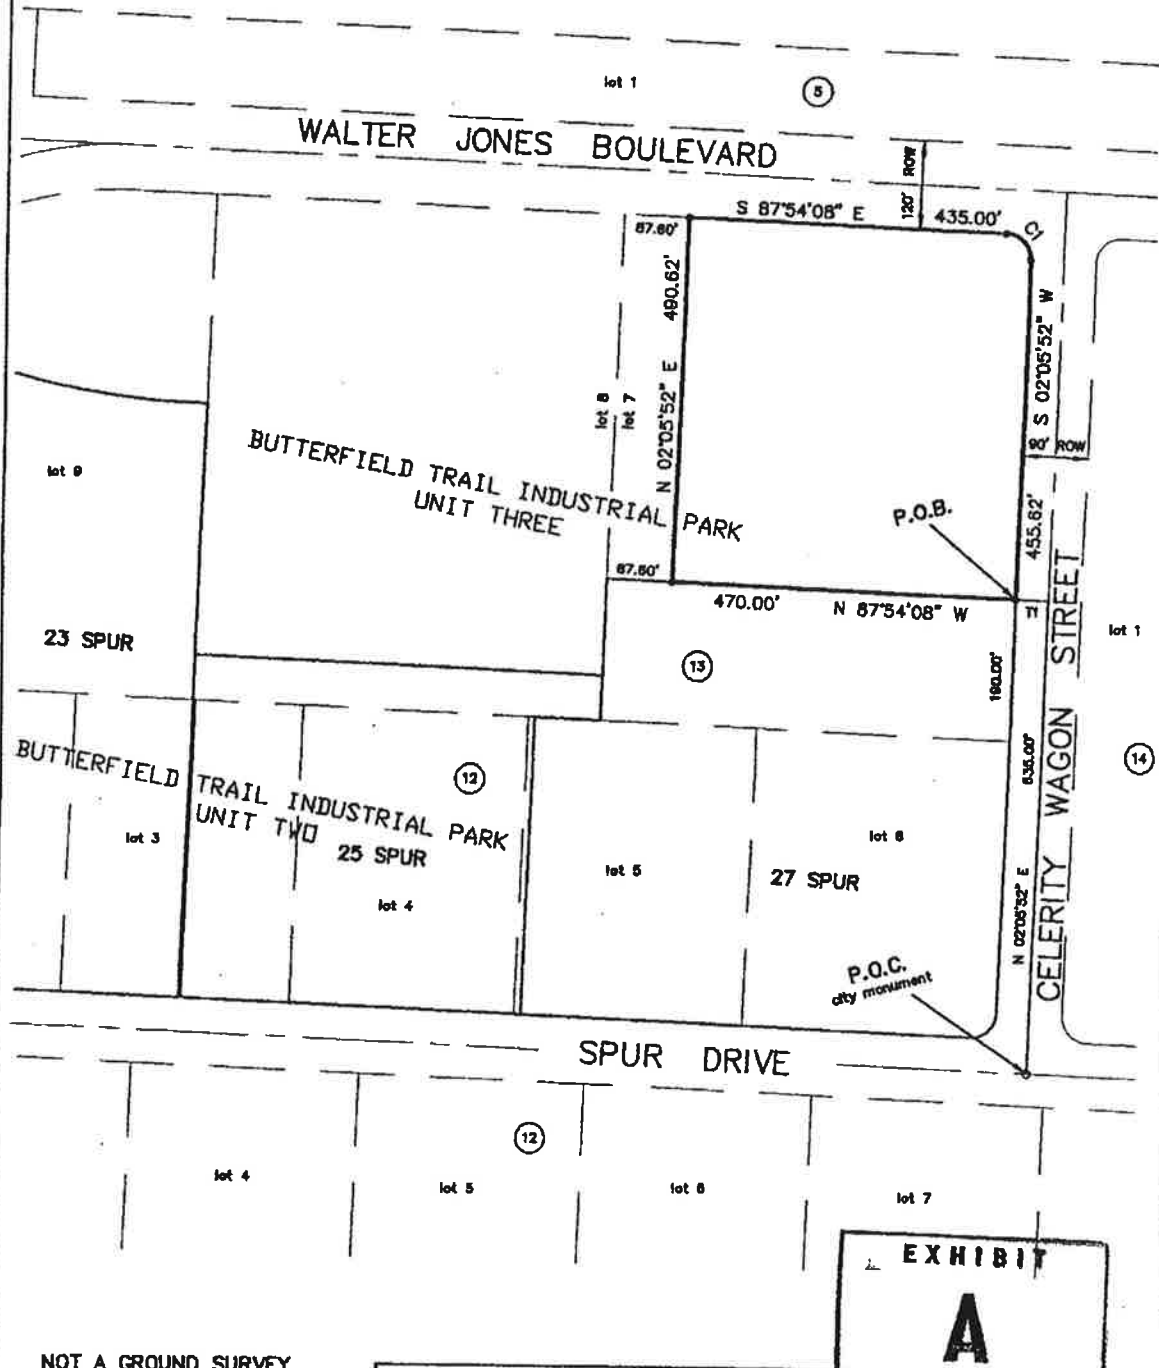 lot 1
5
WALTER JONES BOULEVARD
120' ROW
S 87°54'08" E
435.00'
C1
87.60'
490.62'
N 02°05'52" E
S 02°05'52" W
lot 8
lot 7
90' ROW
lot 9
BUTTERFIELD TRAIL INDUSTRIAL PARK
UNIT THREE
P.O.B.
455.62'
87.60'
470.00'
N 87°54'08" W
T1
23 SPUR
13
190.00'
lot 1
CELERITY WAGON STREET
635.00'
14
BUTTERFIELD TRAIL INDUSTRIAL PARK
UNIT TWO
12
lot 3
25 SPUR
lot 4
lot 5
lot 6
27 SPUR
N 02°05'52" E
P.O.C.
city monument
SPUR DRIVE
12
lot 4
lot 5
lot 6
lot 7
EXHIBIT
A
NOT A GROUND SURVEY